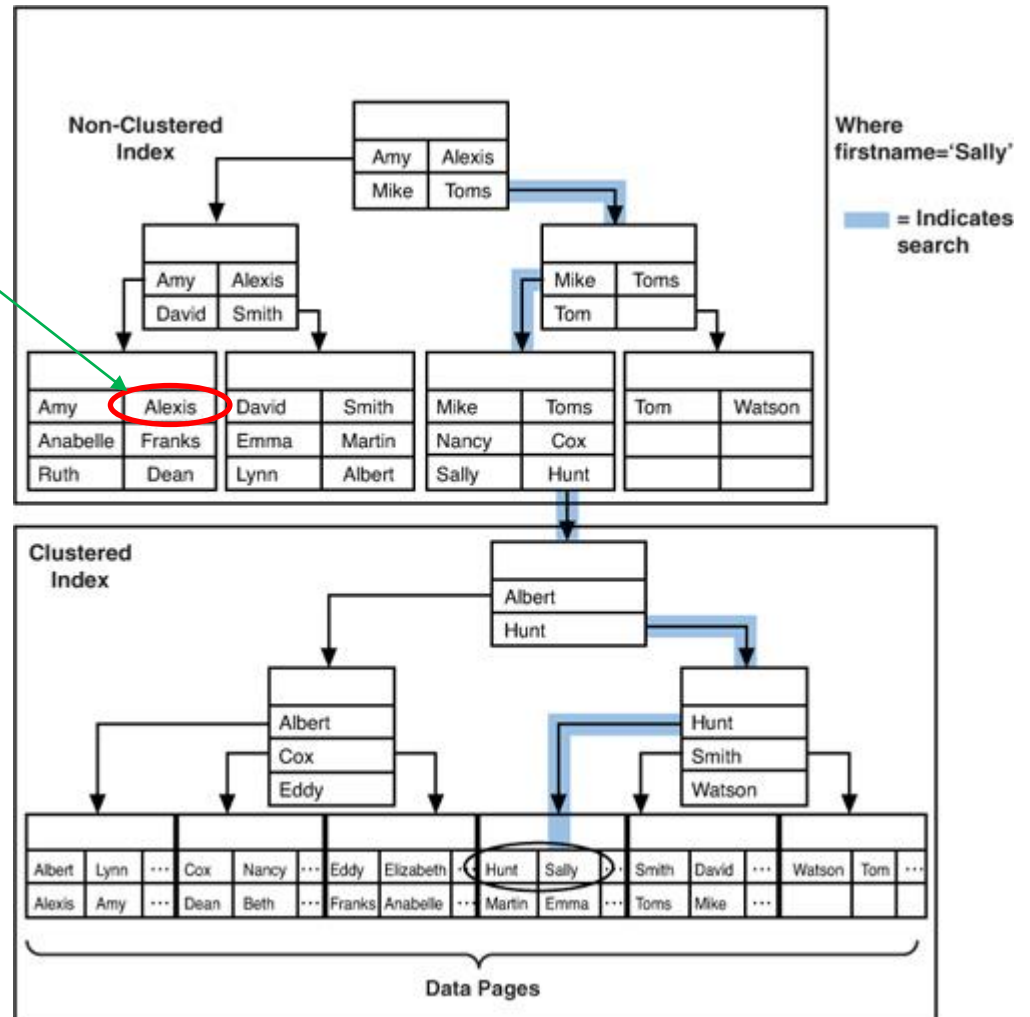 Non-Clustered
Index
Where
firstname=‘Sally’
= Indicates
search
Amy Alexis
Mike Toms
Amy Alexis
David Smith
Mike Toms
Tom
Amy Alexis
Anabelle Franks
Ruth Dean
David Smith
Emma Martin
Lynn Albert
Mike Toms
Nancy Cox
Sally Hunt
Tom Watson
Clustered
Index
Albert
Hunt
Albert
Cox
Eddy
Hunt
Smith
Watson
Albert Lynn ... Cox Nancy ... Eddy Elizabeth ... Hunt Sally ... Smith David ... Watson Tom ...
Alexis Amy ... Dean Beth ... Franks Anabelle ... Martin Emma ... Toms Mike ...
Data Pages